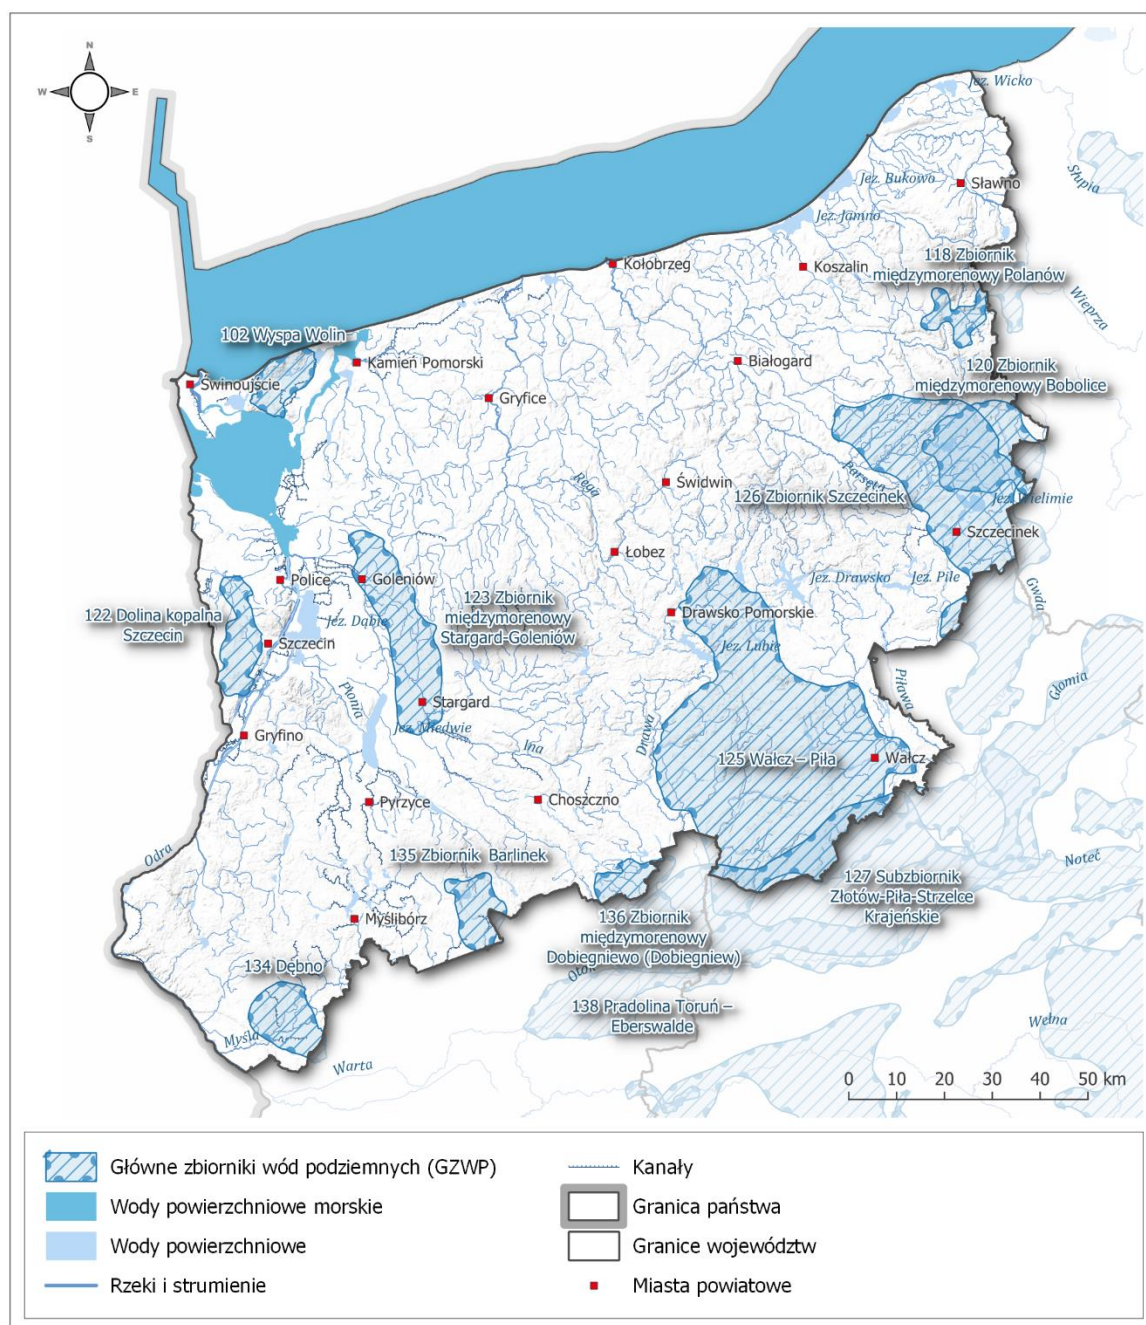 N
W
E
S
Jez. Wicko
Słupia
Jez. Bukowo
Sławno
Jez. Jamno
Kołobrzeg
Koszalin
118 Zbiornik
międzymorenowy Polanów
Wieprza
102 Wyspa Wolin
Kamień Pomorski
Białogard
120 Zbiornik
międzymorenowy Bobolice
Świnoujście
Gryfice
Rega
Świdwin
Parsęta
126 Zbiornik Szczecinek
Jez. Wielimie
Szczecinek
Łobez
Police
Goleniów
Jez. Drawsko
Jez. Pile
Gwda
122 Dolina kopalna
Szczecin
Jez. Dąbie
123 Zbiornik
międzymorenowy
Stargard-Goleniów
Drawsko Pomorskie
Szczecin
Jez. Lubie
Płonia
Stargard
Piława
Głomia
Gryfino
Jez. Miedwie
Ina
Drawa
125 Wałcz – Piła
Wałcz
Pyrzyce
Choszczno
Odra
135 Zbiornik Barlinek
Noteć
127 Subzbiornik
Złotów-Piła-Strzelce
Krajeńskie
Myślibórz
136 Zbiornik
międzymorenowy
Dobiegniewo (Dobiegniew)
134 Dębno
138 Pradolina Toruń –
Eberswalde
Wełna
Myśla
Warta
0 10 20 30 40 50 km
Główne zbiorniki wód podziemnych (GZWP)
Wody powierzchniowe morskie
Wody powierzchniowe
Rzeki i strumienie
Kanały
Granica państwa
Granice województw
Miasta powiatowe